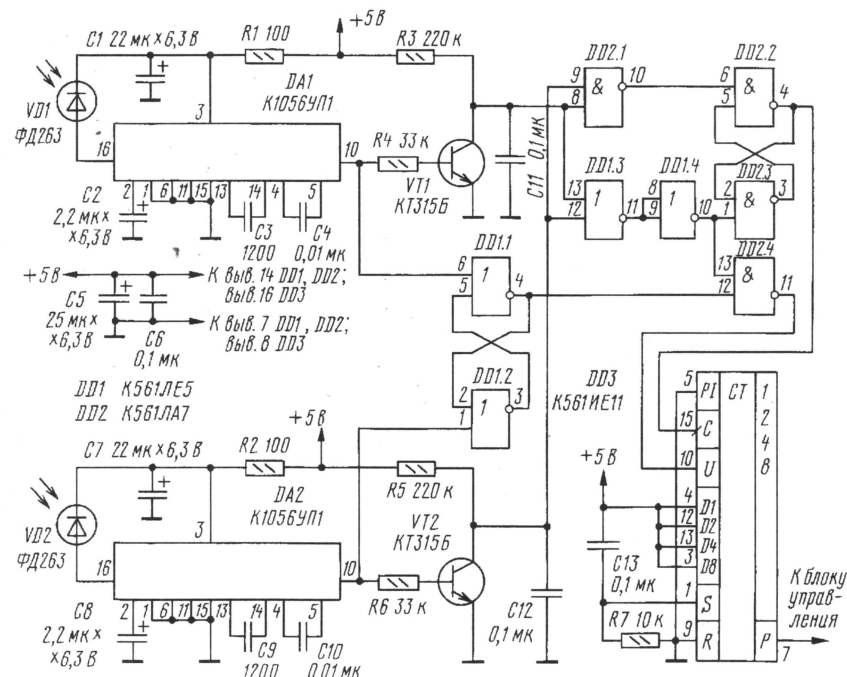 C1 22 мк×6,3 В
R1 100
+5 В
R3 220 к
DD2.1
DD2.2
VD1
ФД263
DA1
К1056УП1
3
16
10
2 1 6 11 15 13 14 4 5
C2
2,2 мк×
×6,3 В
C3
1200
C4
0,01 мк
R4 33 к
VT1
КТ315Б
C11 0,1 мк
9
8
&
10
6
5
&
4
DD1.3
DD1.4
DD2.3
13
12
1
11
8
9
1
10
2
1
&
3
DD2.4
13
12
&
11
DD1.1
6
5
1
4
+5 В
К выв. 14 DD1, DD2;
выв. 16 DD3
C5
25 мк×
×6,3 В
C6
0,1 мк
К выв. 7 DD1, DD2;
выв. 8 DD3
DD1 К561ЛЕ5
DD2 К561ЛА7
DD1.2
2
1
1
3
DD3
К561ИЕ11
C7 22 мк×6,3 В
R2 100
+5 В
R5 220 к
VD2
ФД263
DA2
К1056УП1
3
16
10
2 1 6 11 15 13 14 4 5
C8
2,2 мк×
×6,3 В
C9
1200
C10
0,01 мк
R6 33 к
VT2
КТ315Б
C12
0,1 мк
+5 В
C13
0,1 мк
R7 10 к
5 PI CT 1
2
15 C 4
10 U 8
4 D1
12 D2
13 D4
3 D8
1 S
9 R P
7
К блоку
управ-
ления